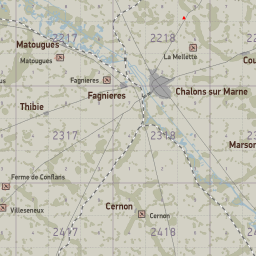 2217
2218
Matougues
La Mellette
Matougues
Cou
Fagnieres
Fagnieres
Chalons sur Marne
Thibie
2317
2318
Marson
Ferme de Conflans
Villeseneux
Cernon
Cernon
2417
2418